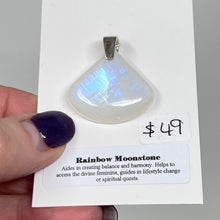 $49
Rainbow Moonstone
Aides in creating balance and harmony. Helps to
access the divine feminine, guides in lifestyle change
or spiritual quests.